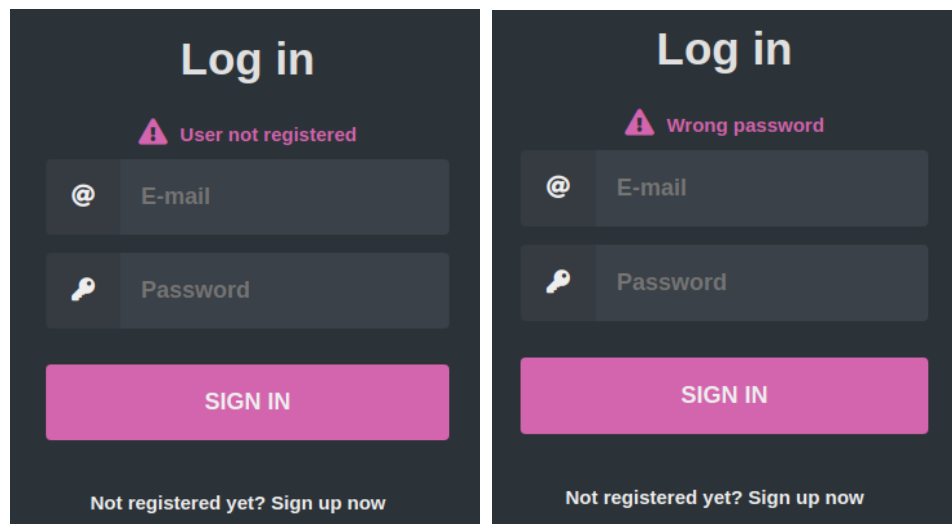 Log in
User not registered
@
E-mail
Password
SIGN IN
Not registered yet? Sign up now
Log in
Wrong password
@
E-mail
Password
SIGN IN
Not registered yet? Sign up now